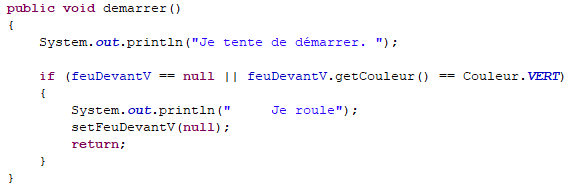 public void demarrer()
{
    System.out.println("Je tente de démarrer. ");
    if (feuDevantV == null || feuDevantV.getCouleur() == Couleur.VERT)
    {
        System.out.println("     Je roule");
        setFeuDevantV(null);
        return;
    }
}